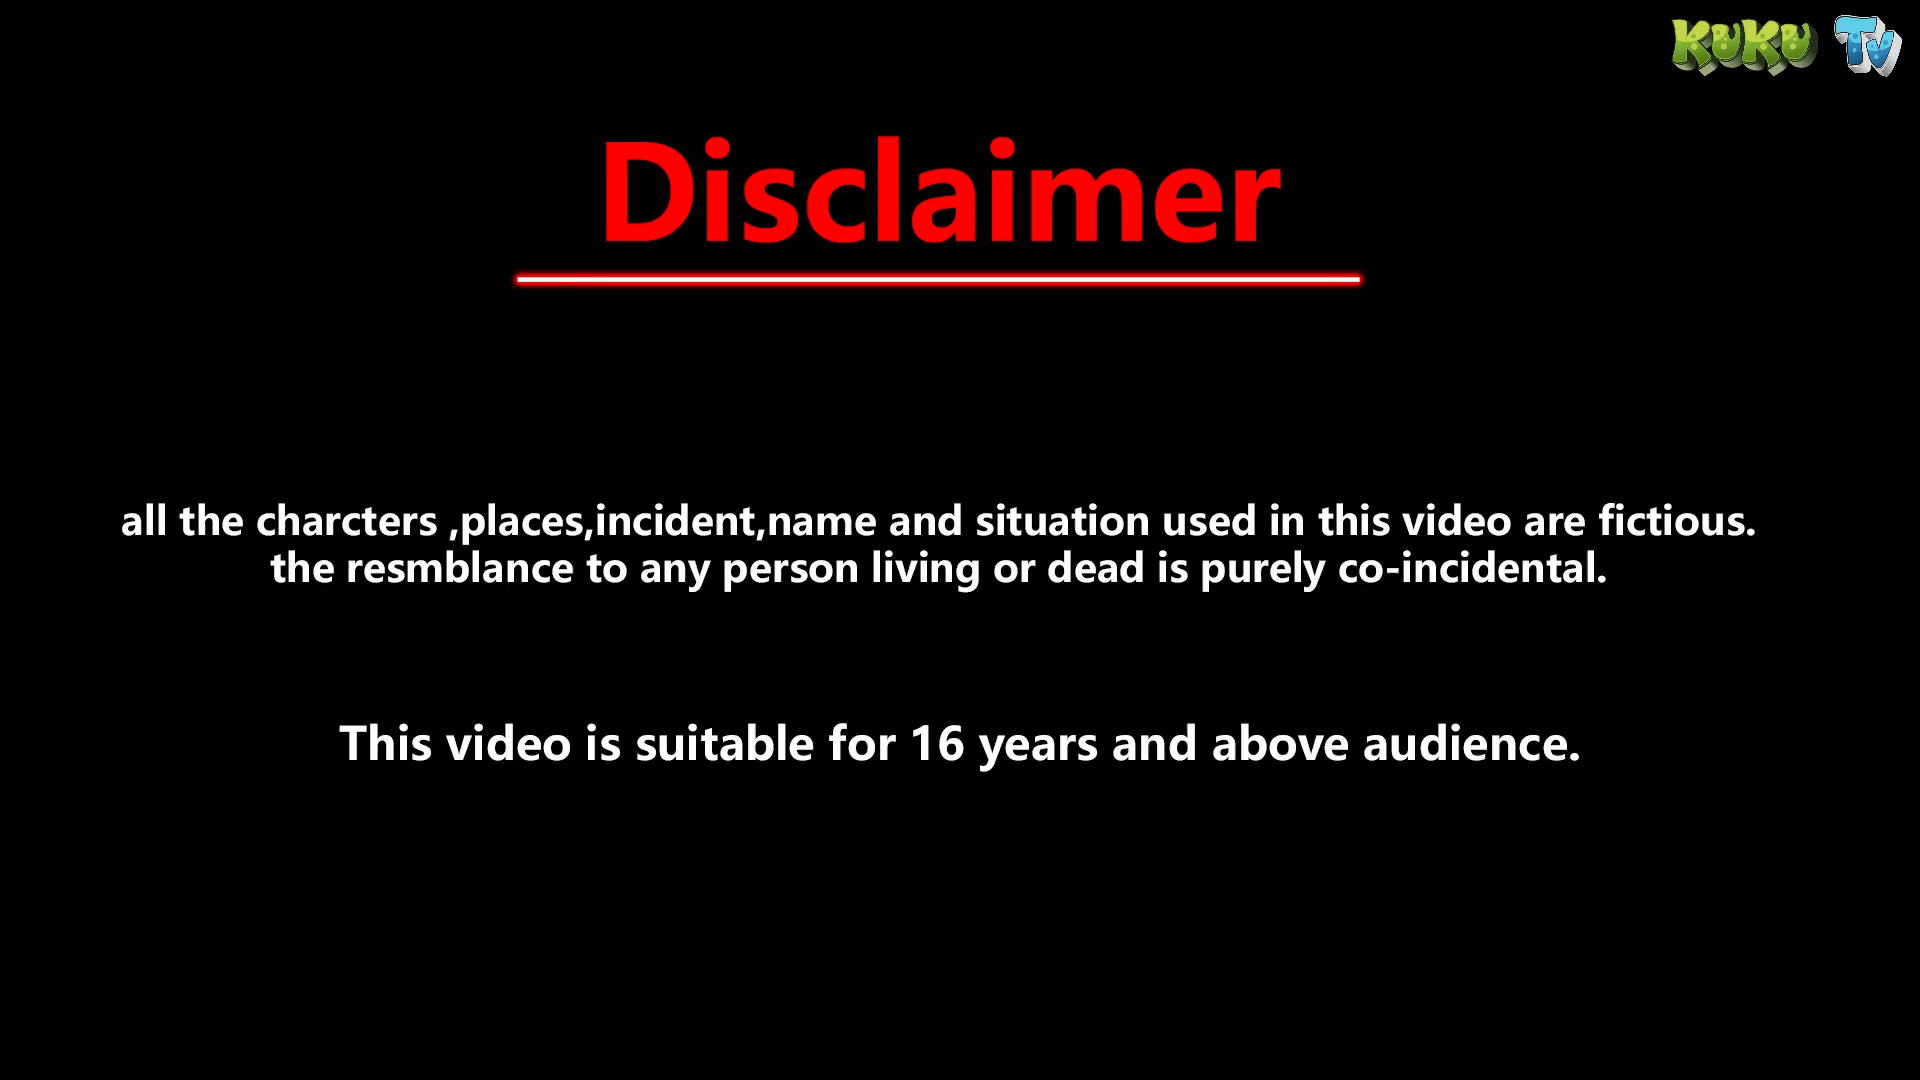 KUKU TV
Disclaimer
all the charcters ,places,incident,name and situation used in this video are fictious.
the resmblance to any person living or dead is purely co-incidental.
This video is suitable for 16 years and above audience.